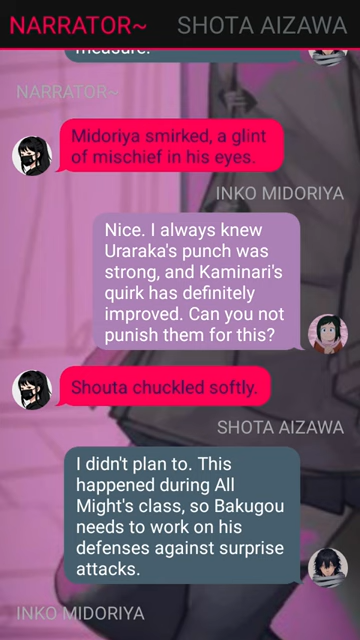 NARRATOR~ SHOTA AIZAWA
measure.
NARRATOR~
Midoriya smirked, a glint
of mischief in his eyes.
INKO MIDORIYA
Nice. I always knew
Uraraka's punch was
strong, and Kaminari's
quirk has definitely
improved. Can you not
punish them for this?
Shouta chuckled softly.
SHOTA AIZAWA
I didn't plan to. This
happened during All
Might's class, so Bakugou
needs to work on his
defenses against surprise
attacks.
INKO MIDORIYA